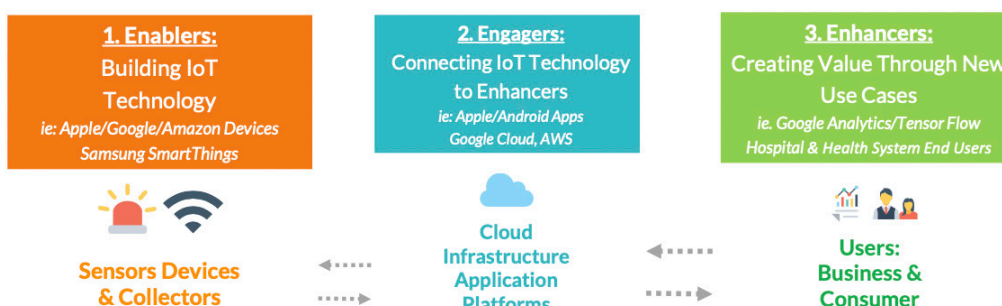 1. Enablers:
Building IoT
Technology
ie: Apple/Google/Amazon Devices
Samsung SmartThings
2. Engagers:
Connecting IoT Technology
to Enhancers
ie: Apple/Android Apps
Google Cloud, AWS
3. Enhancers:
Creating Value Through New
Use Cases
ie. Google Analytics/Tensor Flow
Hospital & Health System End Users
Sensors Devices
& Collectors
Cloud
Infrastructure
Application
Platforms
Users:
Business &
Consumer